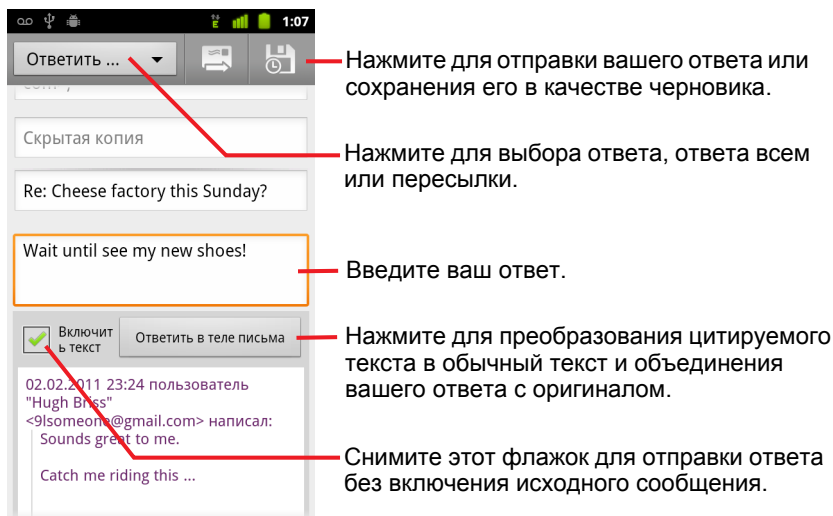 1:07
Ответить ...
Скрытая копия
Re: Cheese factory this Sunday?
Wait until see my new shoes!
Включит
ь текст
Ответить в теле письма
02.02.2011 23:24 пользователь
"Hugh Briss"
<9lsomeone@gmail.com> написал:
Sounds great to me.
Catch me riding this ...
Нажмите для отправки вашего ответа или
сохранения его в качестве черновика.
Нажмите для выбора ответа, ответа всем
или пересылки.
Введите ваш ответ.
Нажмите для преобразования цитируемого
текста в обычный текст и объединения
вашего ответа с оригиналом.
Снимите этот флажок для отправки ответа
без включения исходного сообщения.